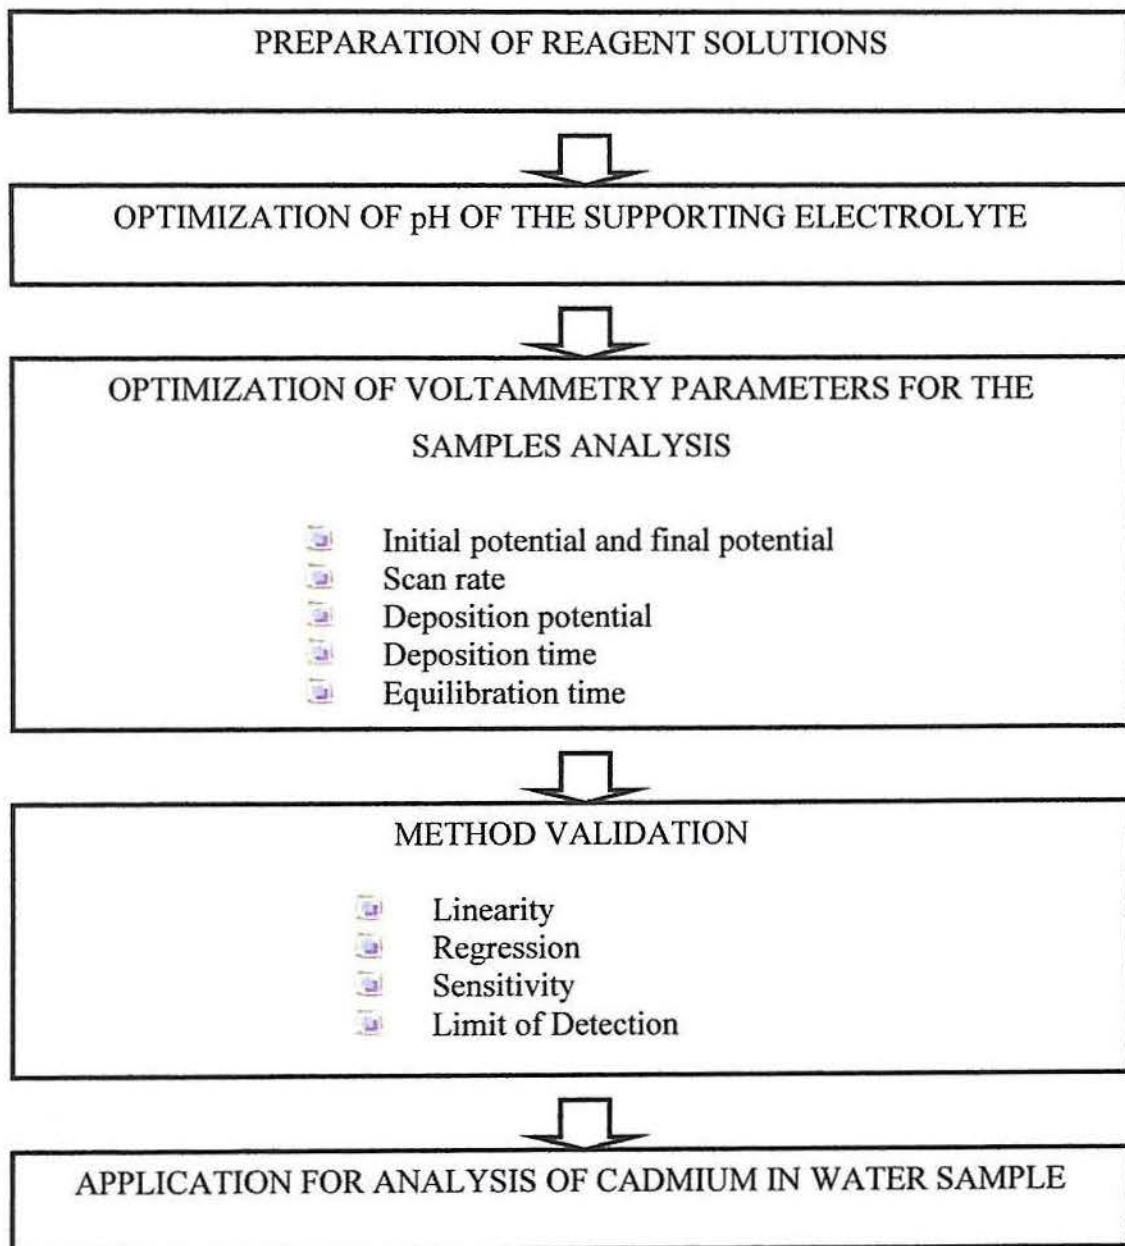 PREPARATION OF REAGENT SOLUTIONS
OPTIMIZATION OF pH OF THE SUPPORTING ELECTROLYTE
OPTIMIZATION OF VOLTAMMETRY PARAMETERS FOR THE
SAMPLES ANALYSIS
Initial potential and final potential
Scan rate
Deposition potential
Deposition time
Equilibration time
METHOD VALIDATION
Linearity
Regression
Sensitivity
Limit of Detection
APPLICATION FOR ANALYSIS OF CADMIUM IN WATER SAMPLE